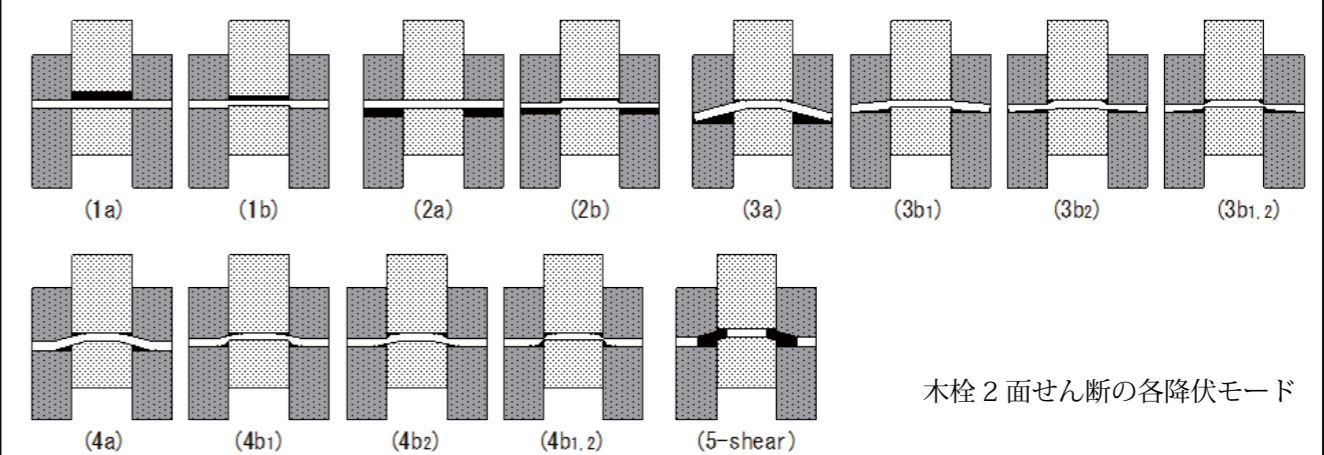 (1a) (1b) (2a) (2b) (3a) (3b1) (3b2) (3b1,2)
木栓 2 面せん断の各降伏モード
(4a) (4b1) (4b2) (4b1,2) (5-shear)